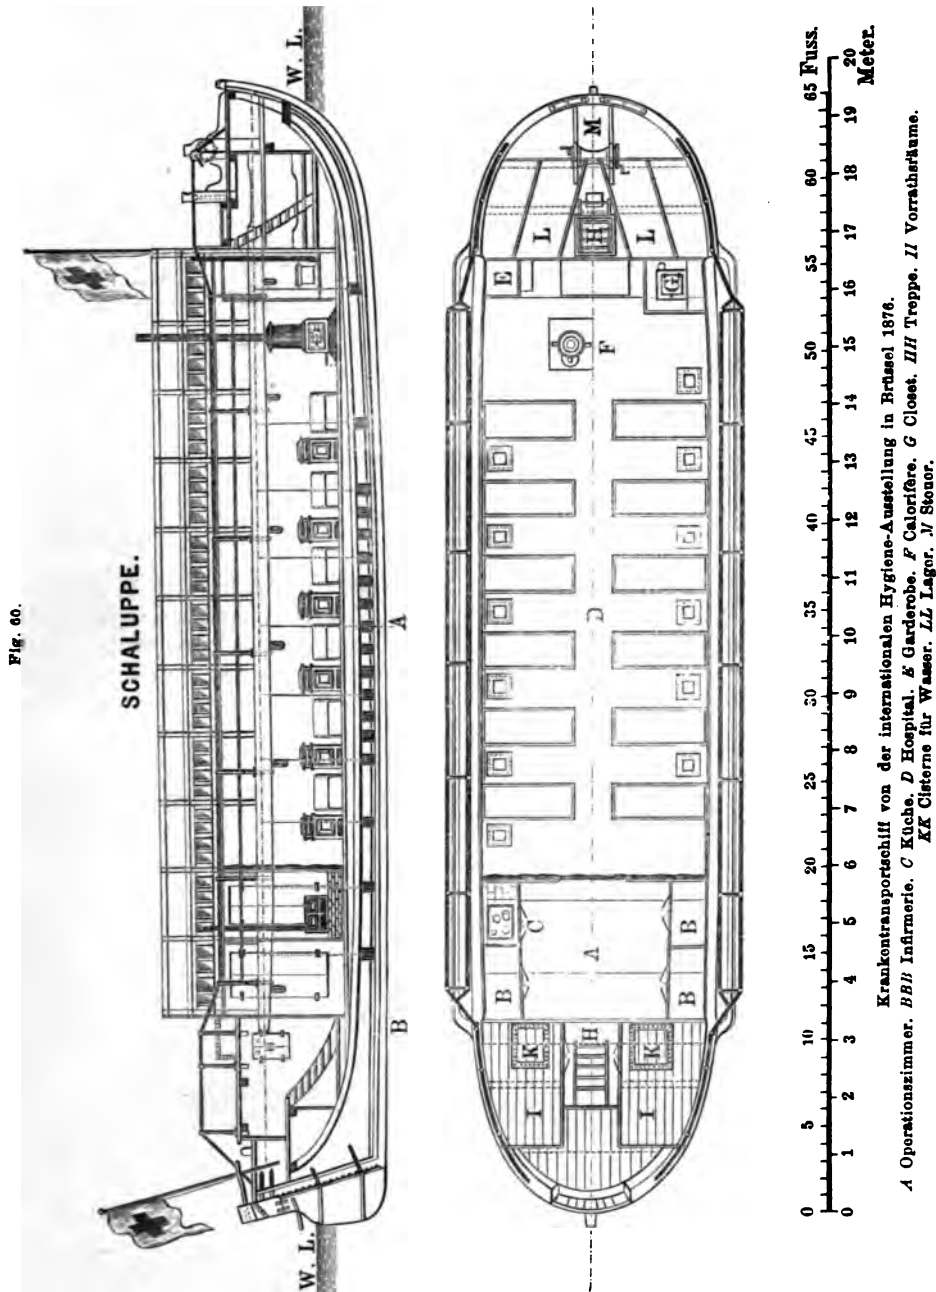 Fig. 60.
SCHALUPPE.
W. L.
W. L.
B
A
B
C
E
K
L
I
H
A
D
F
H
M
I
K
L
B
B
G
0 5 10 15 20 25 30 35 40 45 50 55 60 65 Fuss.
0 1 2 3 4 5 6 7 8 9 10 11 12 13 14 15 16 17 18 19 20
Meter.
Krankentransportschiff von der internationalen Hygiene-Ausstellung in Brüssel 1876.
A Operationszimmer. BBB Infirmerie. C Küche. D Hospital. E Garderobe. F Calorifère. G Closet. HH Treppe. II Vorrathsräume.
KK Cisterne für Wasser. LL Lager. M Steuer.